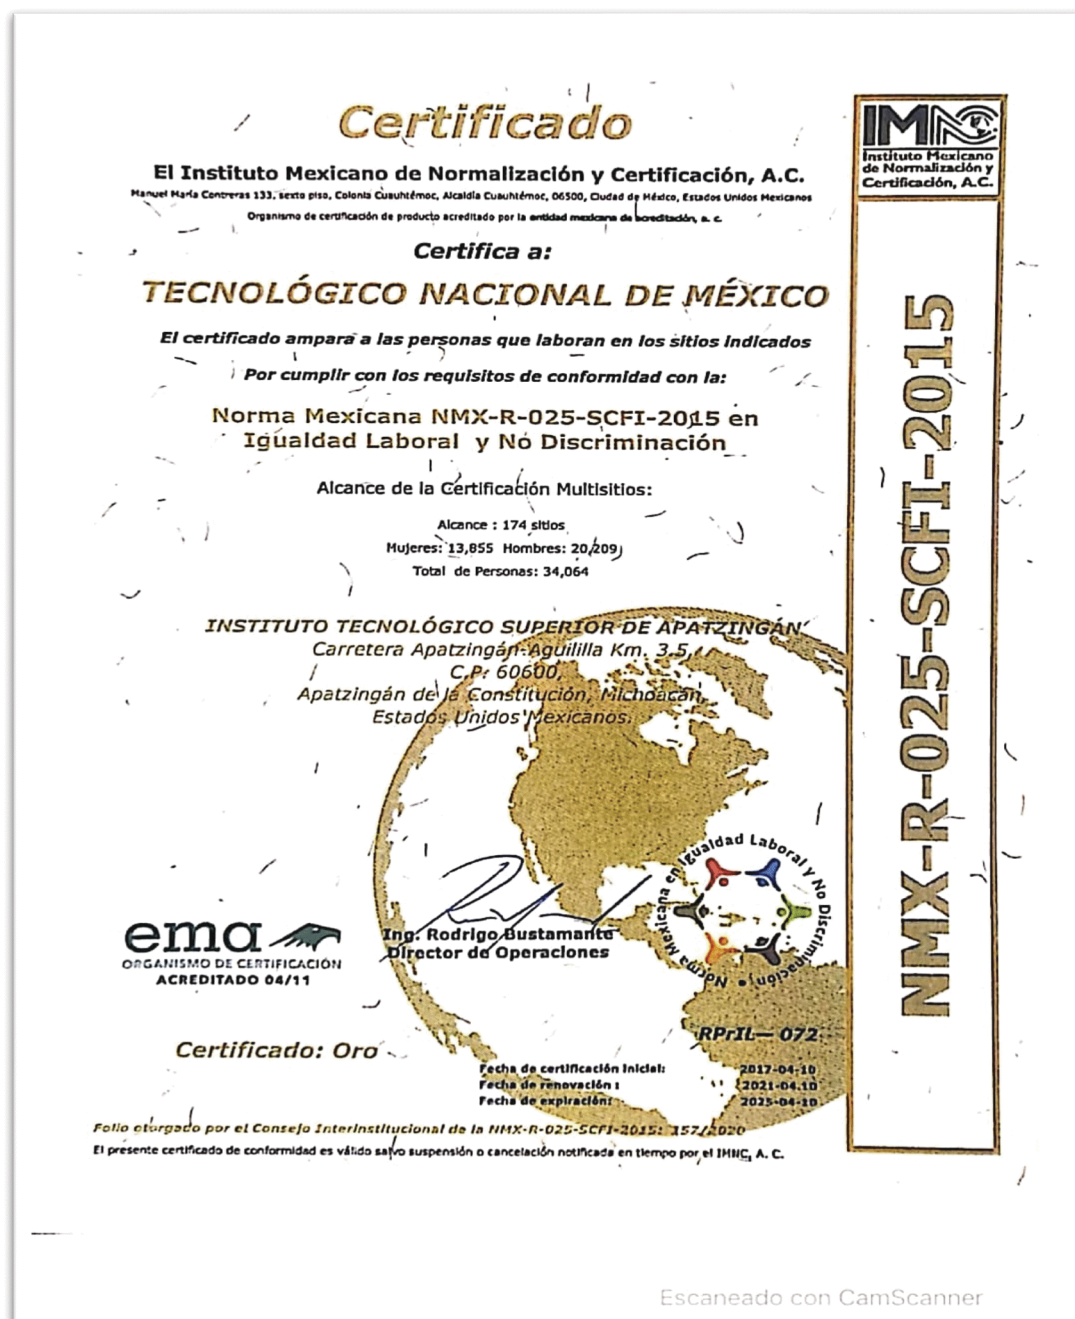 Certificado
El Instituto Mexicano de Normalización y Certificación, A.C.
Manuel María Contreras 133, sexto piso, Colonia Cuauhtémoc, Alcaldía Cuauhtémoc, 06500, Ciudad de México, Estados Unidos Mexicanos
Organismo de certificación de producto acreditado por la entidad mexicana de acreditación, a. c.
Certifica a:
TECNOLÓGICO NACIONAL DE MÉXICO
El certificado ampara a las personas que laboran en los sitios indicados
Por cumplir con los requisitos de conformidad con la:
Norma Mexicana NMX-R-025-SCFI-2015 en
Igualdad Laboral y No Discriminación
Alcance de la Certificación Multisitios:
Alcance : 174 sitios
Mujeres: 13,855 Hombres: 20,209
Total de Personas: 34,064
INSTITUTO TECNOLÓGICO SUPERIOR DE APATZINGÁN
Carretera Apatzingán-Aguililla Km. 3.5,
C.P. 60600,
Apatzingán de la Constitución, Michoacán,
Estados Unidos Mexicanos.
ema
ORGANISMO DE CERTIFICACIÓN
ACREDITADO 04/11
Ing. Rodrigo Bustamante
Director de Operaciones
Norma Mexicana en Igualdad Laboral y No Discriminación
RPrIL— 072
Certificado: Oro
Fecha de certificación inicial: 2017-04-10
Fecha de renovación : 2021-04.10
Fecha de expiración: 2025-04-10
Folio otorgado por el Consejo Interinstitucional de la NMX-R-025-SCFI-2015: 157/2020
El presente certificado de conformidad es válido salvo suspensión o cancelación notificada en tiempo por el IMNC, A. C.
IMNC
Instituto Mexicano
de Normalización y
Certificación, A.C.
NMX-R-025-SCFI-2015
Escaneado con CamScanner